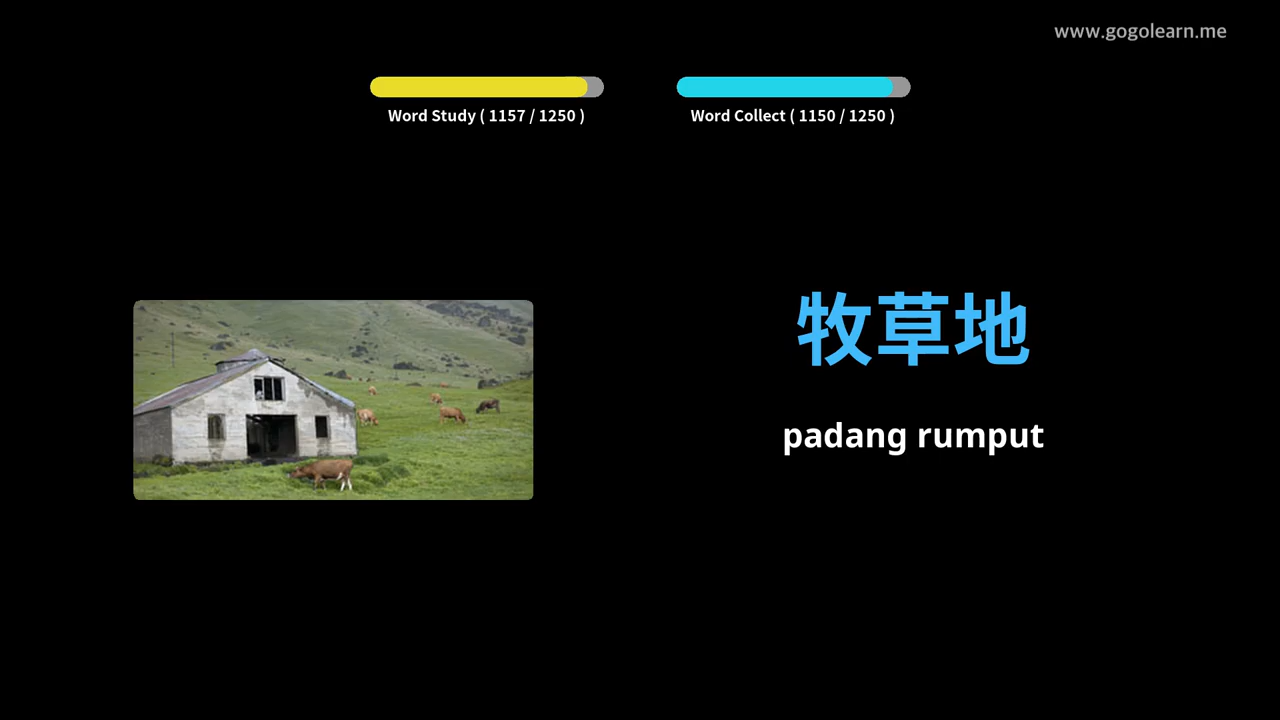 www.gogolearn.me
Word Study ( 1157 / 1250 )
Word Collect ( 1150 / 1250 )
牧草地
padang rumput